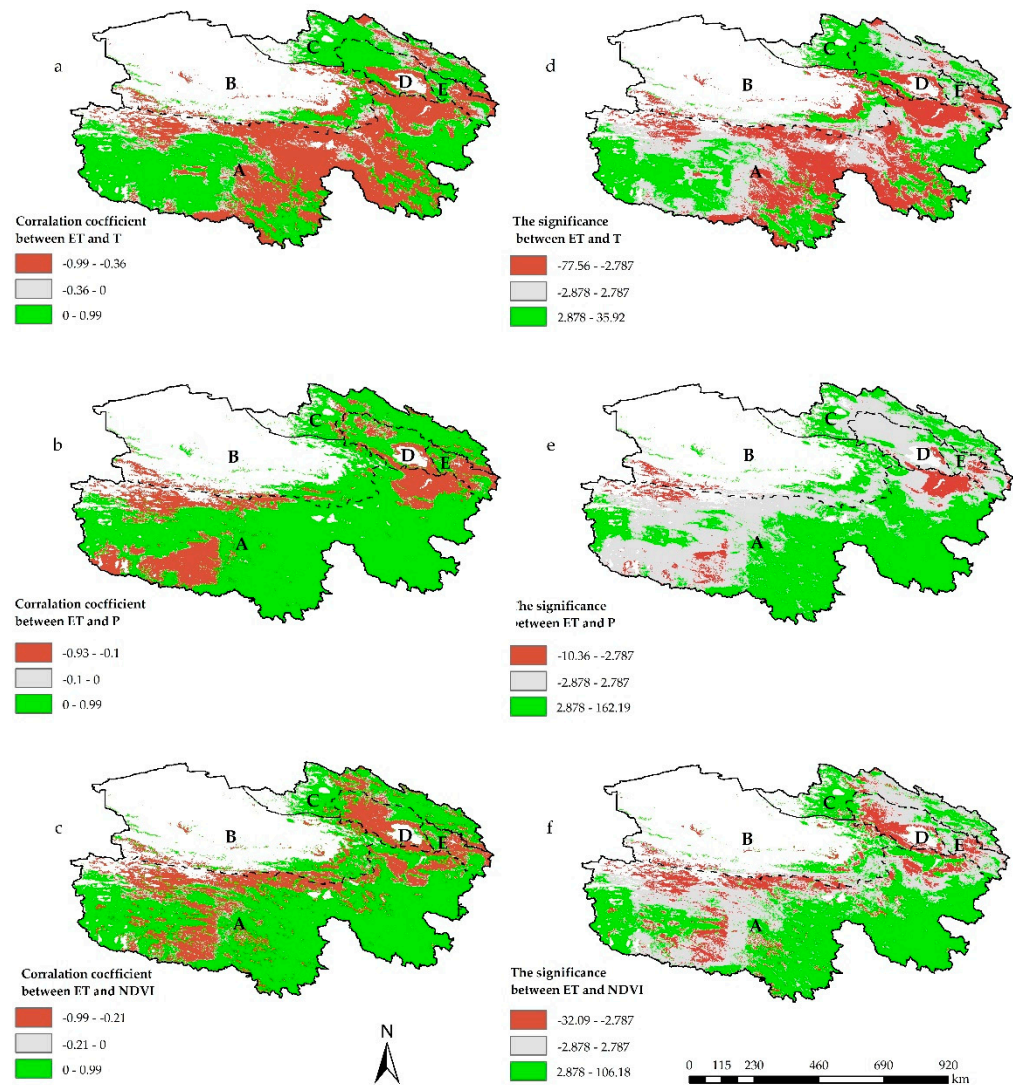 a
A
B
C
D
E
Corralation cocfficient
between ET and T
-0.99 - -0.36
-0.36 - 0
0 - 0.99
d
A
B
C
D
E
The significance
between ET and T
-77.56 - -2.787
-2.878 - 2.787
2.878 - 35.92
b
A
B
C
D
E
Corralation cocfficient
between ET and P
-0.93 - -0.1
-0.1 - 0
0 - 0.99
e
A
B
C
D
E
The significance
between ET and P
-10.36 - -2.787
-2.878 - 2.787
2.878 - 162.19
c
A
B
C
D
E
Corralation cocfficient
between ET and NDVI
-0.99 - -0.21
-0.21 - 0
0 - 0.99
N
f
A
B
C
D
E
The significance
between ET and NDVI
-32.09 - -2.787
-2.878 - 2.787
2.878 - 106.18
0 115 230 460 690 920
km